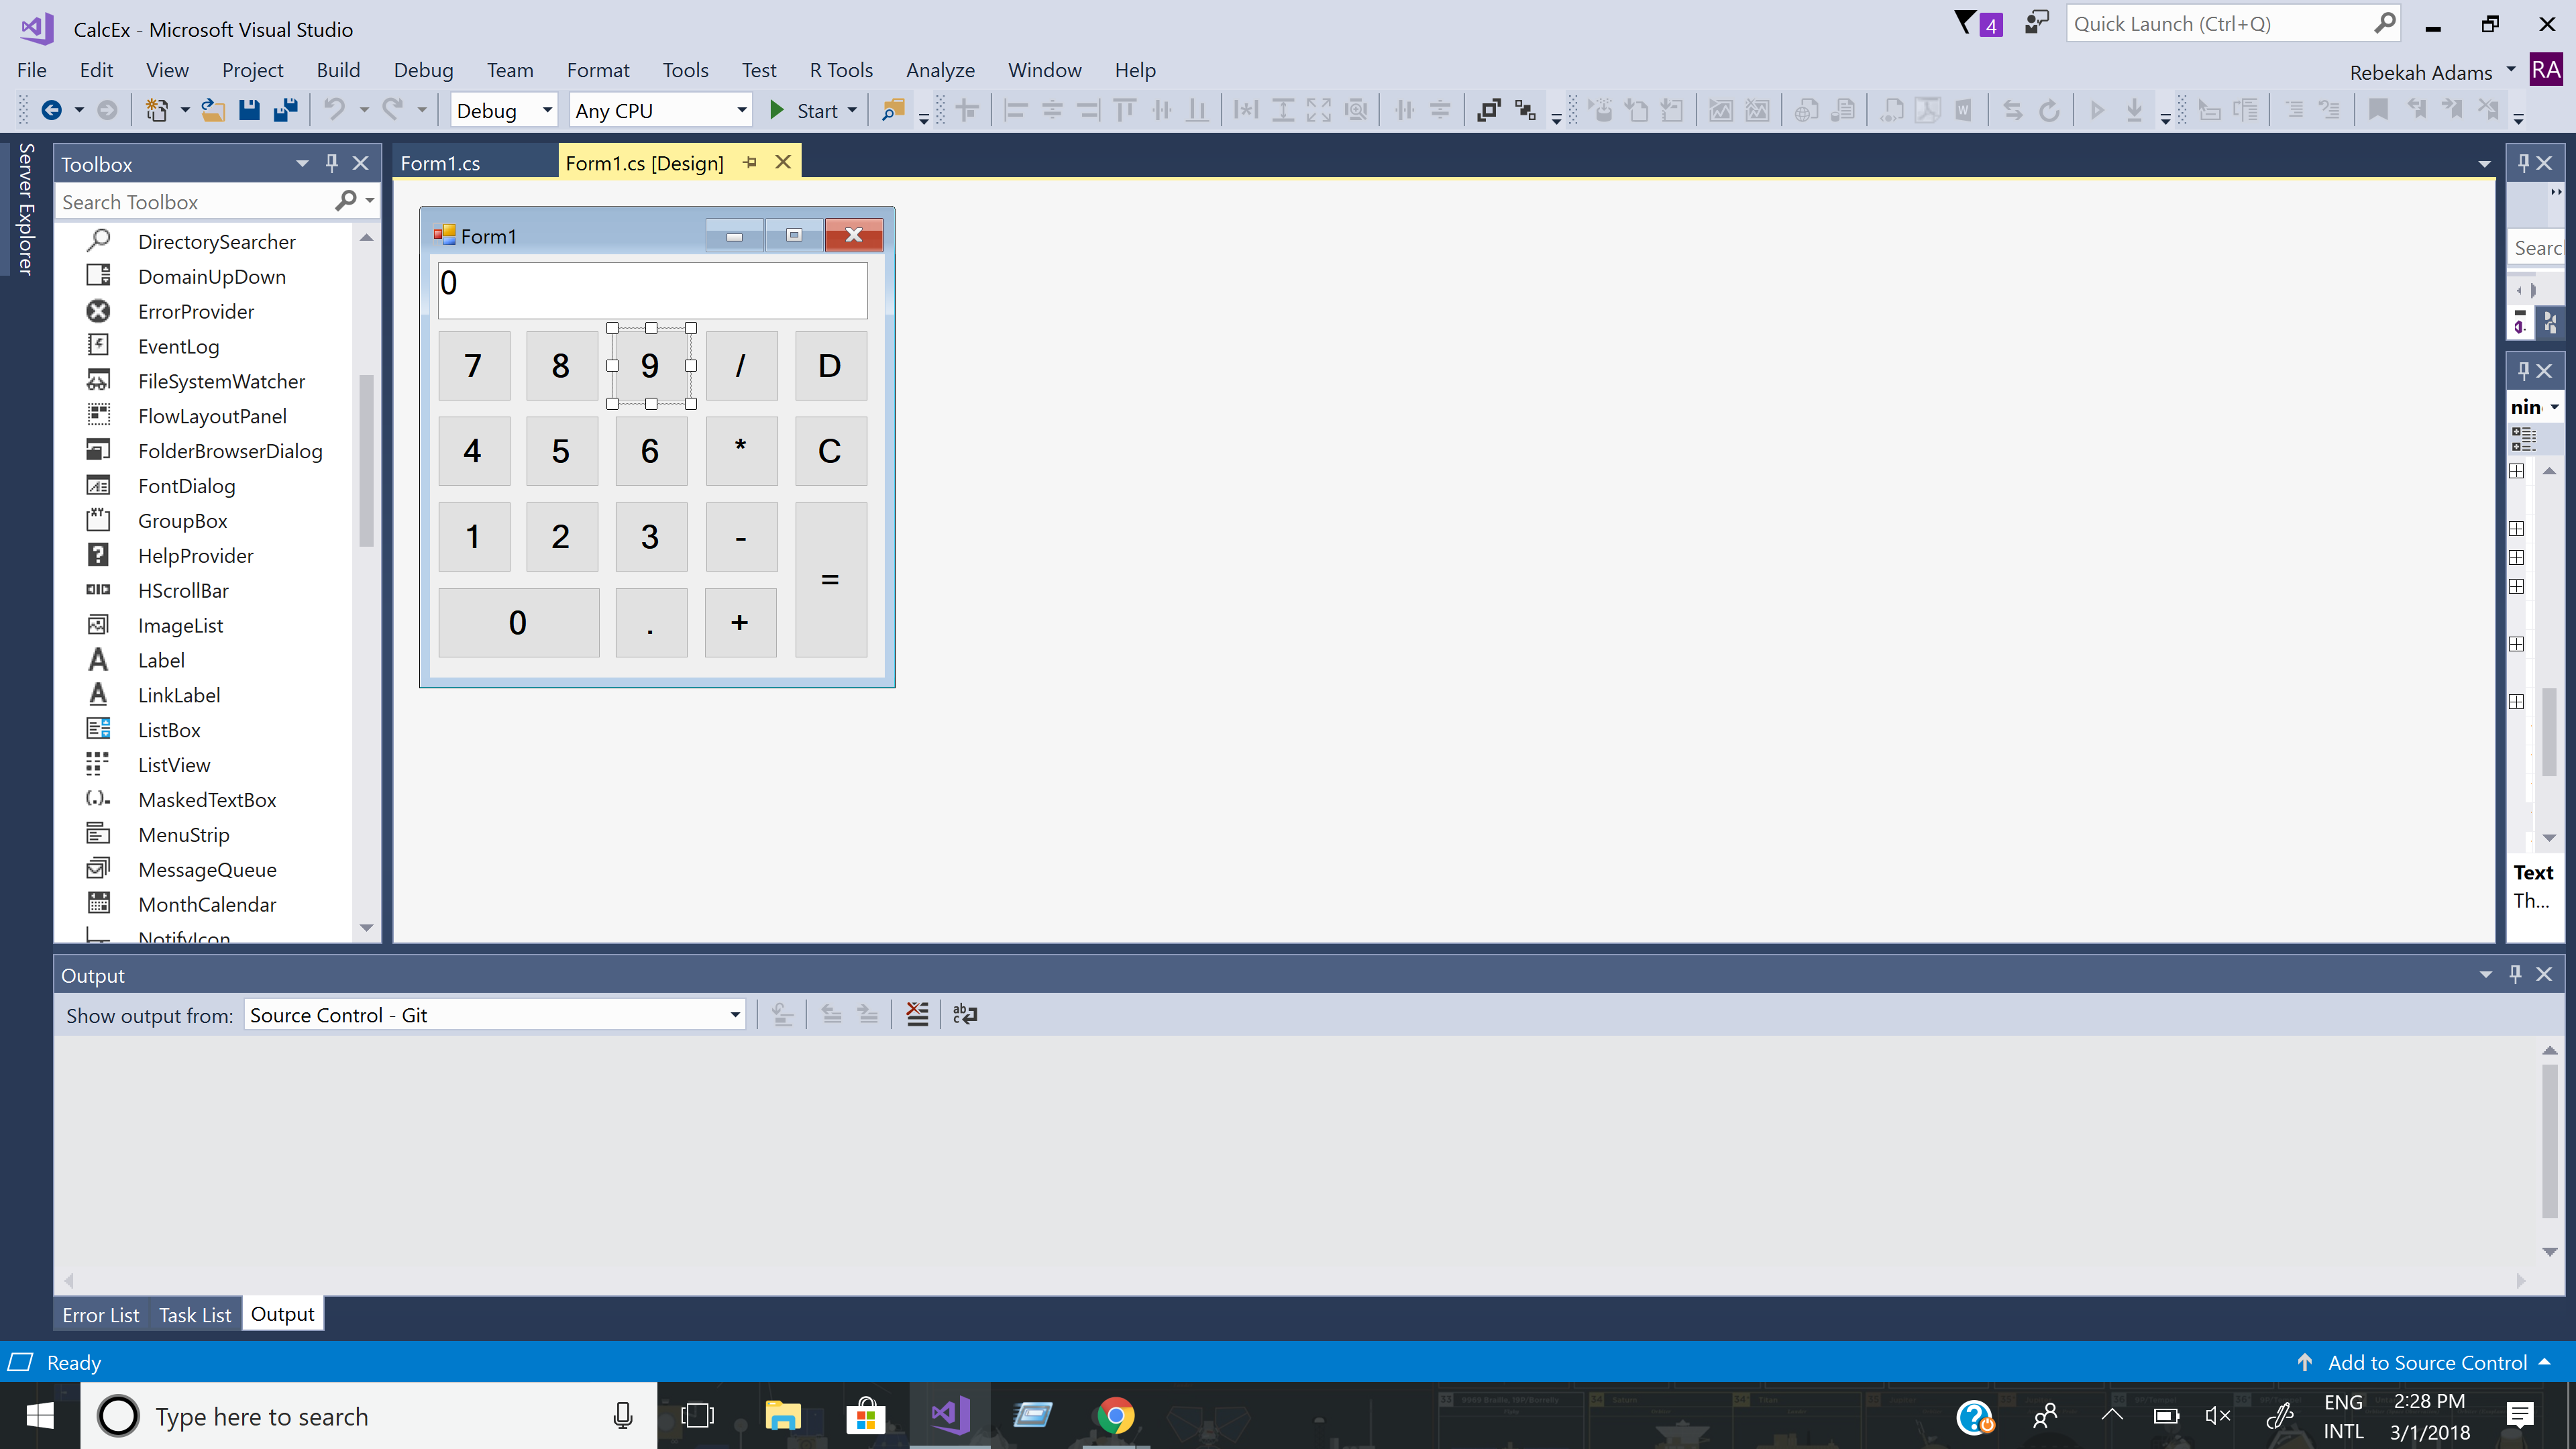 CalcEx - Microsoft Visual Studio
4
Quick Launch (Ctrl+Q)
File Edit View Project Build Debug Team Format Tools Test R Tools Analyze Window Help
Rebekah Adams RA
Debug Any CPU Start
Server Explorer
Toolbox
Search Toolbox
DirectorySearcher
DomainUpDown
ErrorProvider
EventLog
FileSystemWatcher
FlowLayoutPanel
FolderBrowserDialog
FontDialog
GroupBox
HelpProvider
HScrollBar
ImageList
Label
LinkLabel
ListBox
ListView
MaskedTextBox
MenuStrip
MessageQueue
MonthCalendar
NotifyIcon
Form1.cs Form1.cs [Design]
Form1
0
7 8 9 / D
4 5 6 * C
1 2 3 -
=
0 . +
Searc
nin
Text
Th...
Output
Show output from: Source Control - Git
Error List Task List Output
Ready
Add to Source Control
Type here to search
ENG
INTL
2:28 PM
3/1/2018